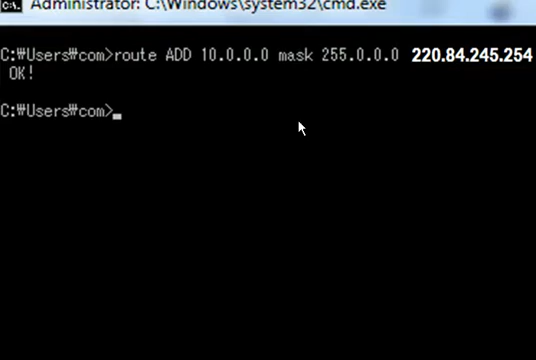 Administrator: C:\Windows\system32\cmd.exe
C:₩Users₩com>route ADD 10.0.0.0 mask 255.0.0.0 220.84.245.254
OK!
C:₩Users₩com>